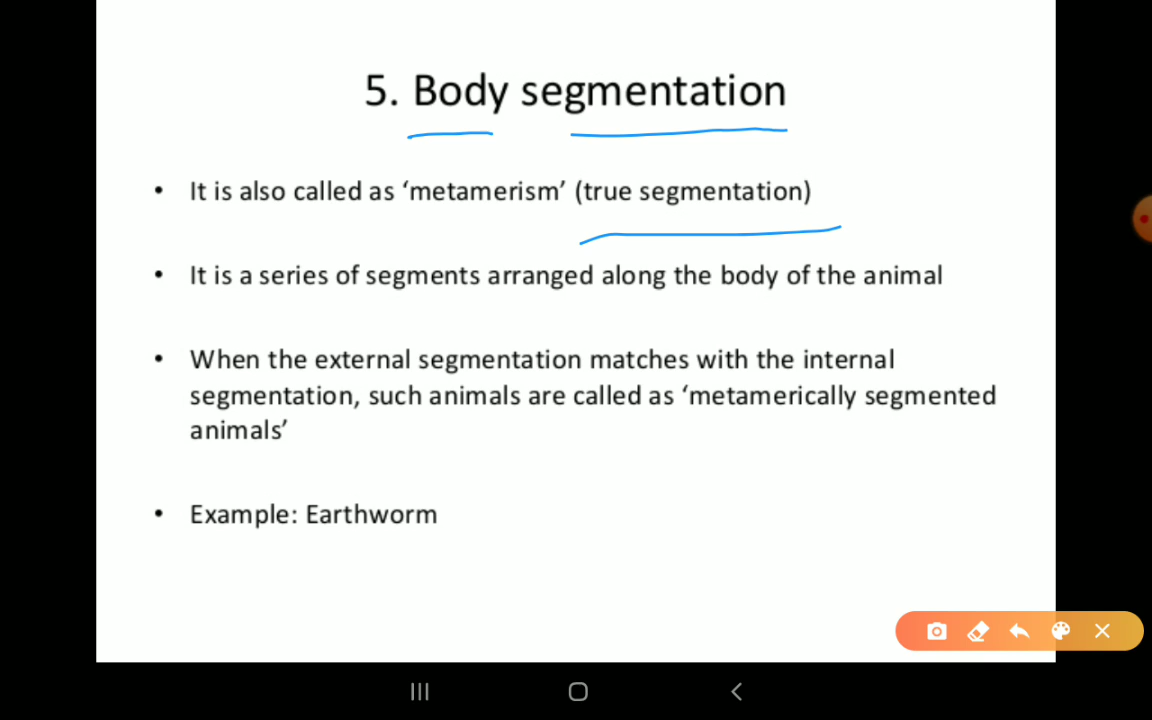 5. Body segmentation
• It is also called as ‘metamerism’ (true segmentation)
• It is a series of segments arranged along the body of the animal
• When the external segmentation matches with the internal
segmentation, such animals are called as ‘metamerically segmented
animals’
• Example: Earthworm